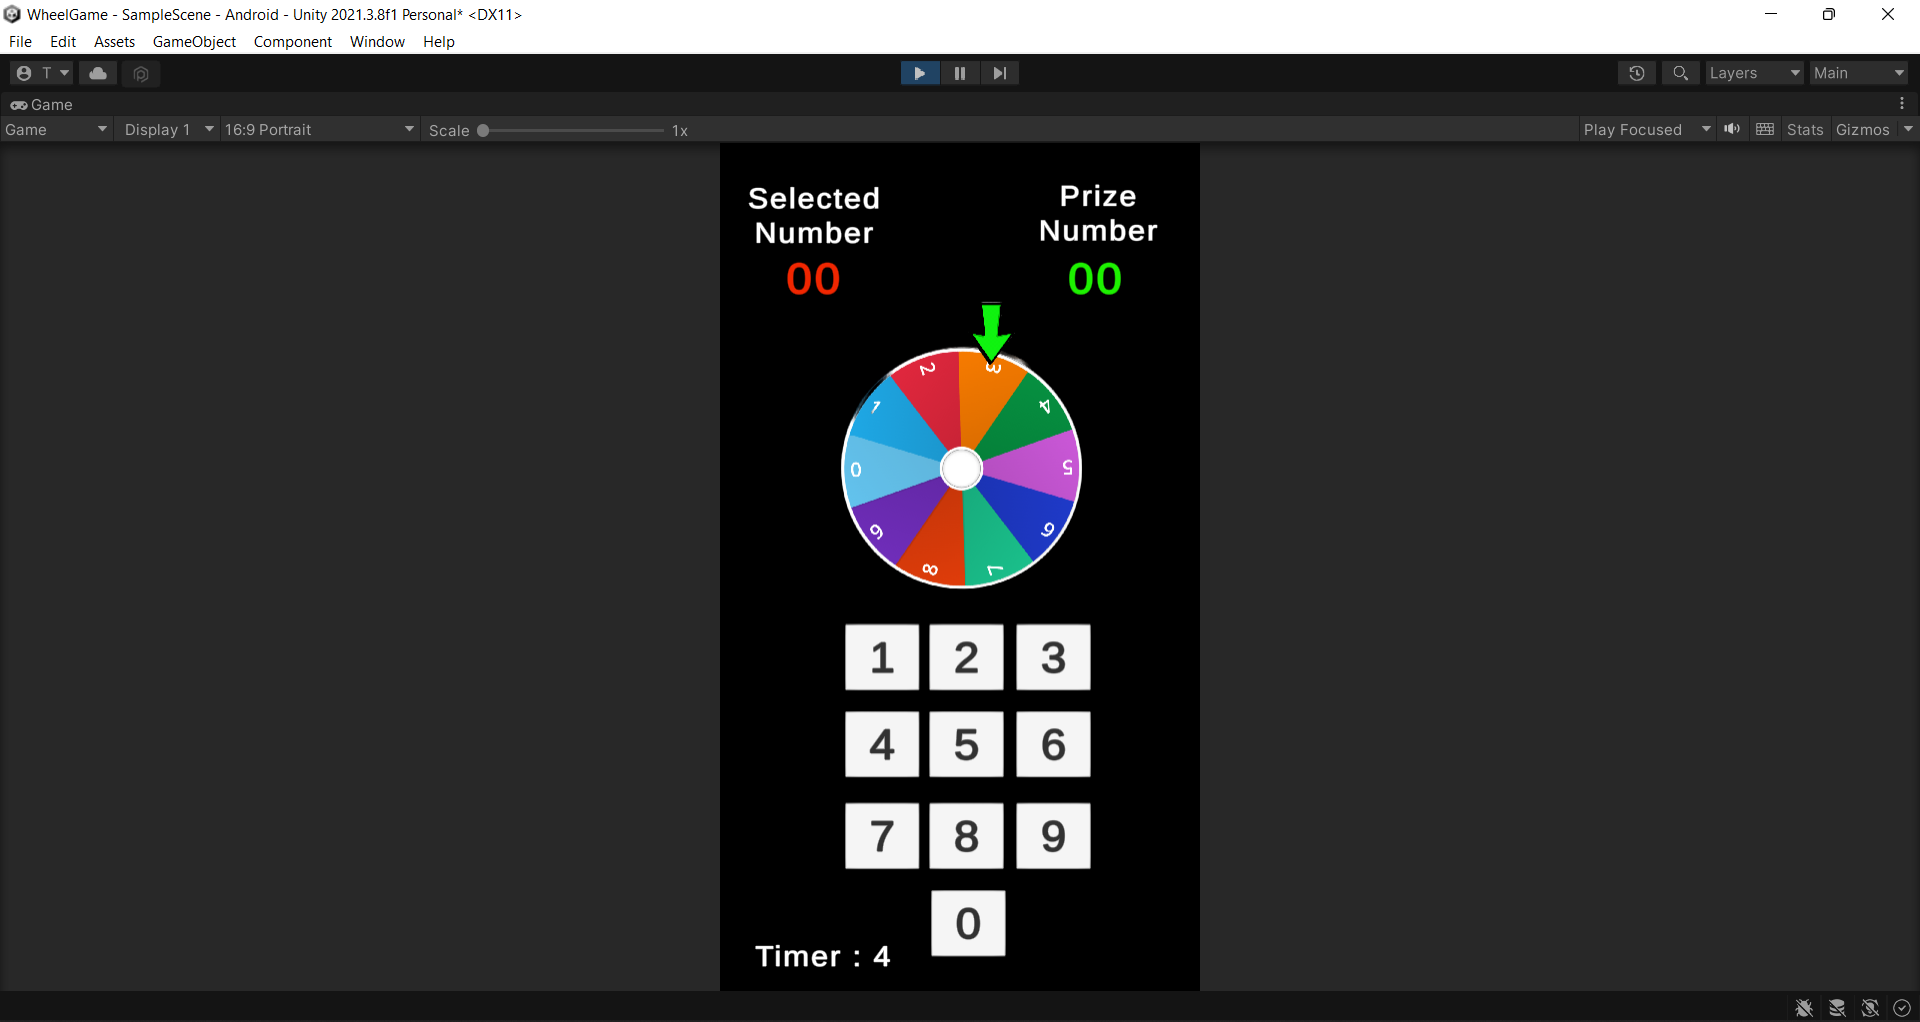 WheelGame - SampleScene - Android - Unity 2021.3.8f1 Personal* <DX11>
File Edit Assets GameObject Component Window Help
T Layers Main
Game
Game Display 1 16:9 Portrait Scale 1x Play Focused Stats Gizmos
Selected Prize
Number Number
00 00
2 3
1 4
0 5
9 6
8 7
1 2 3
4 5 6
7 8 9
0
Timer : 4